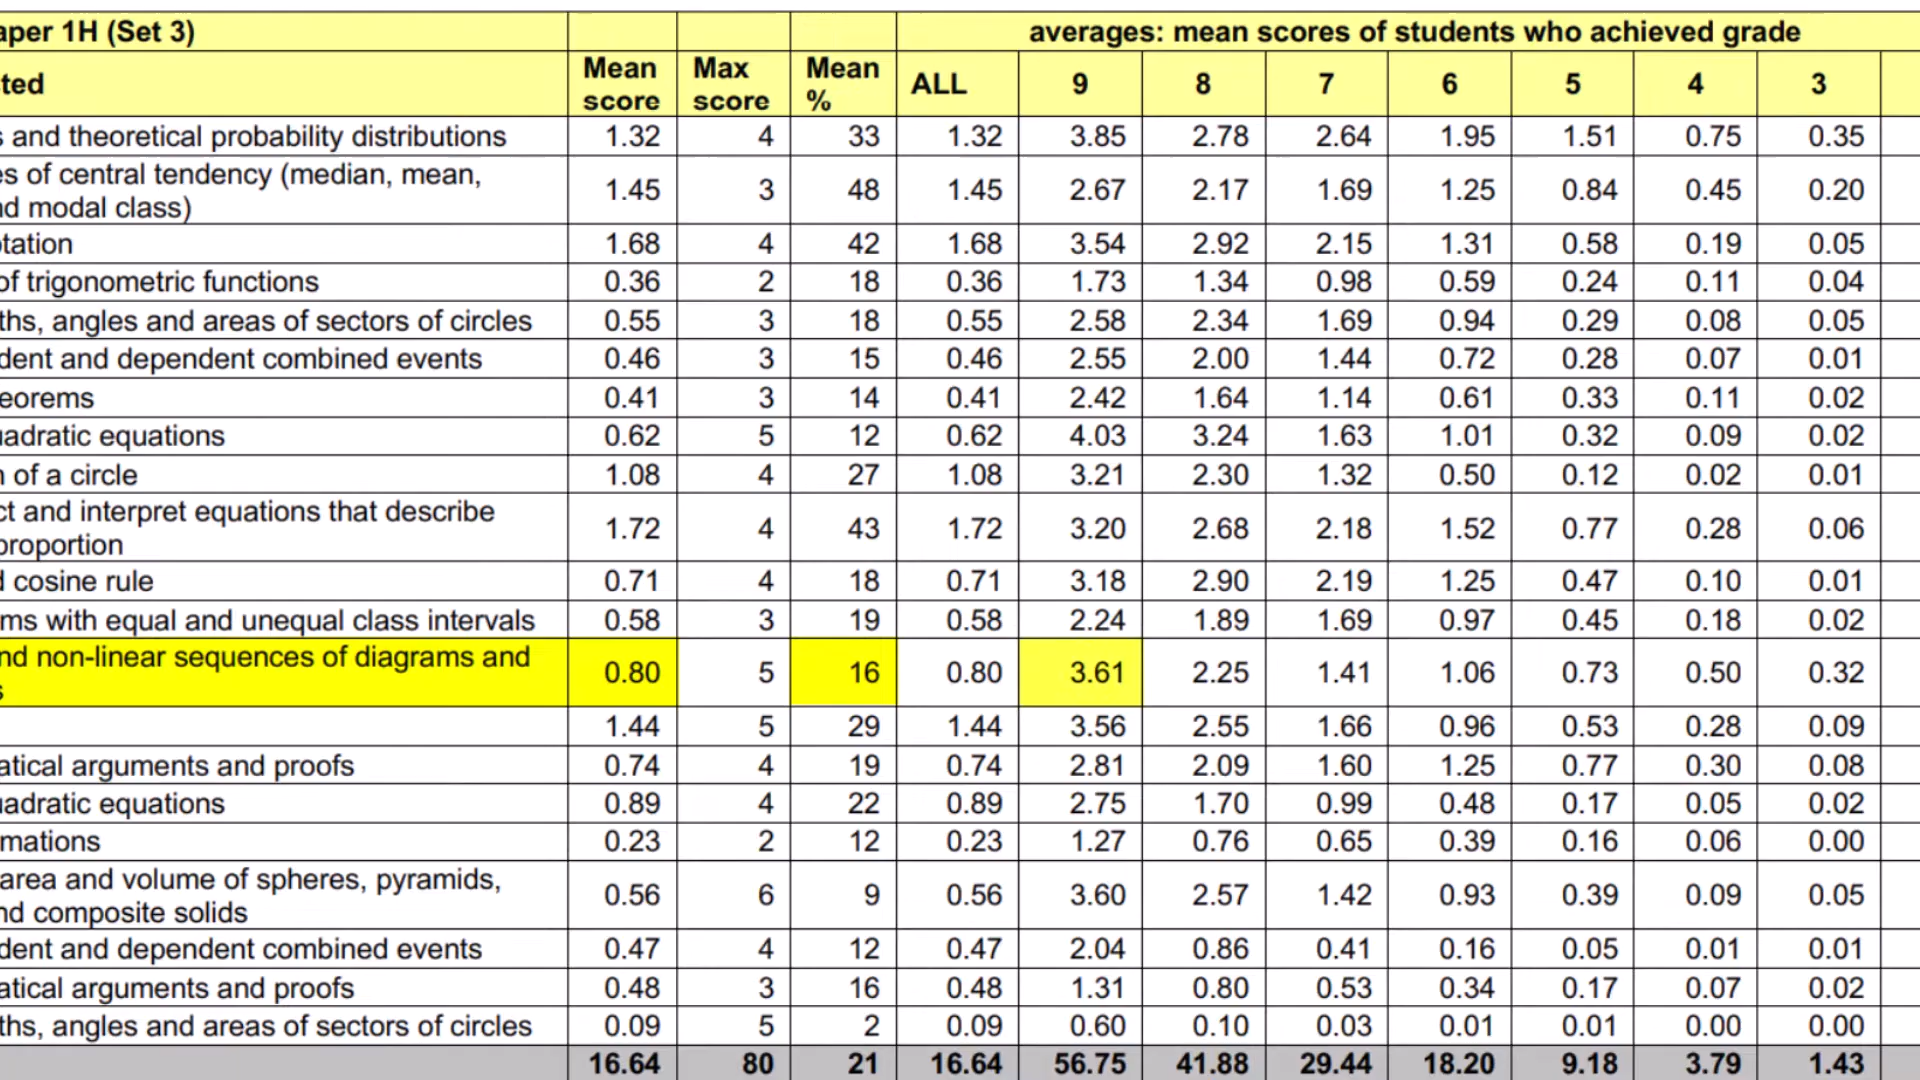 aper 1H (Set 3) averages: mean scores of students who achieved grade
ted Mean score Max score Mean % ALL 9 8 7 6 5 4 3
s and theoretical probability distributions 1.32 4 33 1.32 3.85 2.78 2.64 1.95 1.51 0.75 0.35
es of central tendency (median, mean,
nd modal class) 1.45 3 48 1.45 2.67 2.17 1.69 1.25 0.84 0.45 0.20
otation 1.68 4 42 1.68 3.54 2.92 2.15 1.31 0.58 0.19 0.05
of trigonometric functions 0.36 2 18 0.36 1.73 1.34 0.98 0.59 0.24 0.11 0.04
ths, angles and areas of sectors of circles 0.55 3 18 0.55 2.58 2.34 1.69 0.94 0.29 0.08 0.05
dent and dependent combined events 0.46 3 15 0.46 2.55 2.00 1.44 0.72 0.28 0.07 0.01
eorems 0.41 3 14 0.41 2.42 1.64 1.14 0.61 0.33 0.11 0.02
uadratic equations 0.62 5 12 0.62 4.03 3.24 1.63 1.01 0.32 0.09 0.02
n of a circle 1.08 4 27 1.08 3.21 2.30 1.32 0.50 0.12 0.02 0.01
ct and interpret equations that describe
proportion 1.72 4 43 1.72 3.20 2.68 2.18 1.52 0.77 0.28 0.06
d cosine rule 0.71 4 18 0.71 3.18 2.90 2.19 1.25 0.47 0.10 0.01
ms with equal and unequal class intervals 0.58 3 19 0.58 2.24 1.89 1.69 0.97 0.45 0.18 0.02
nd non-linear sequences of diagrams and
s 0.80 5 16 0.80 3.61 2.25 1.41 1.06 0.73 0.50 0.32
1.44 5 29 1.44 3.56 2.55 1.66 0.96 0.53 0.28 0.09
atical arguments and proofs 0.74 4 19 0.74 2.81 2.09 1.60 1.25 0.77 0.30 0.08
uadratic equations 0.89 4 22 0.89 2.75 1.70 0.99 0.48 0.17 0.05 0.02
mations 0.23 2 12 0.23 1.27 0.76 0.65 0.39 0.16 0.06 0.00
area and volume of spheres, pyramids,
nd composite solids 0.56 6 9 0.56 3.60 2.57 1.42 0.93 0.39 0.09 0.05
dent and dependent combined events 0.47 4 12 0.47 2.04 0.86 0.41 0.16 0.05 0.01 0.01
atical arguments and proofs 0.48 3 16 0.48 1.31 0.80 0.53 0.34 0.17 0.07 0.02
ths, angles and areas of sectors of circles 0.09 5 2 0.09 0.60 0.10 0.03 0.01 0.01 0.00 0.00
16.64 80 21 16.64 56.75 41.88 29.44 18.20 9.18 3.79 1.43